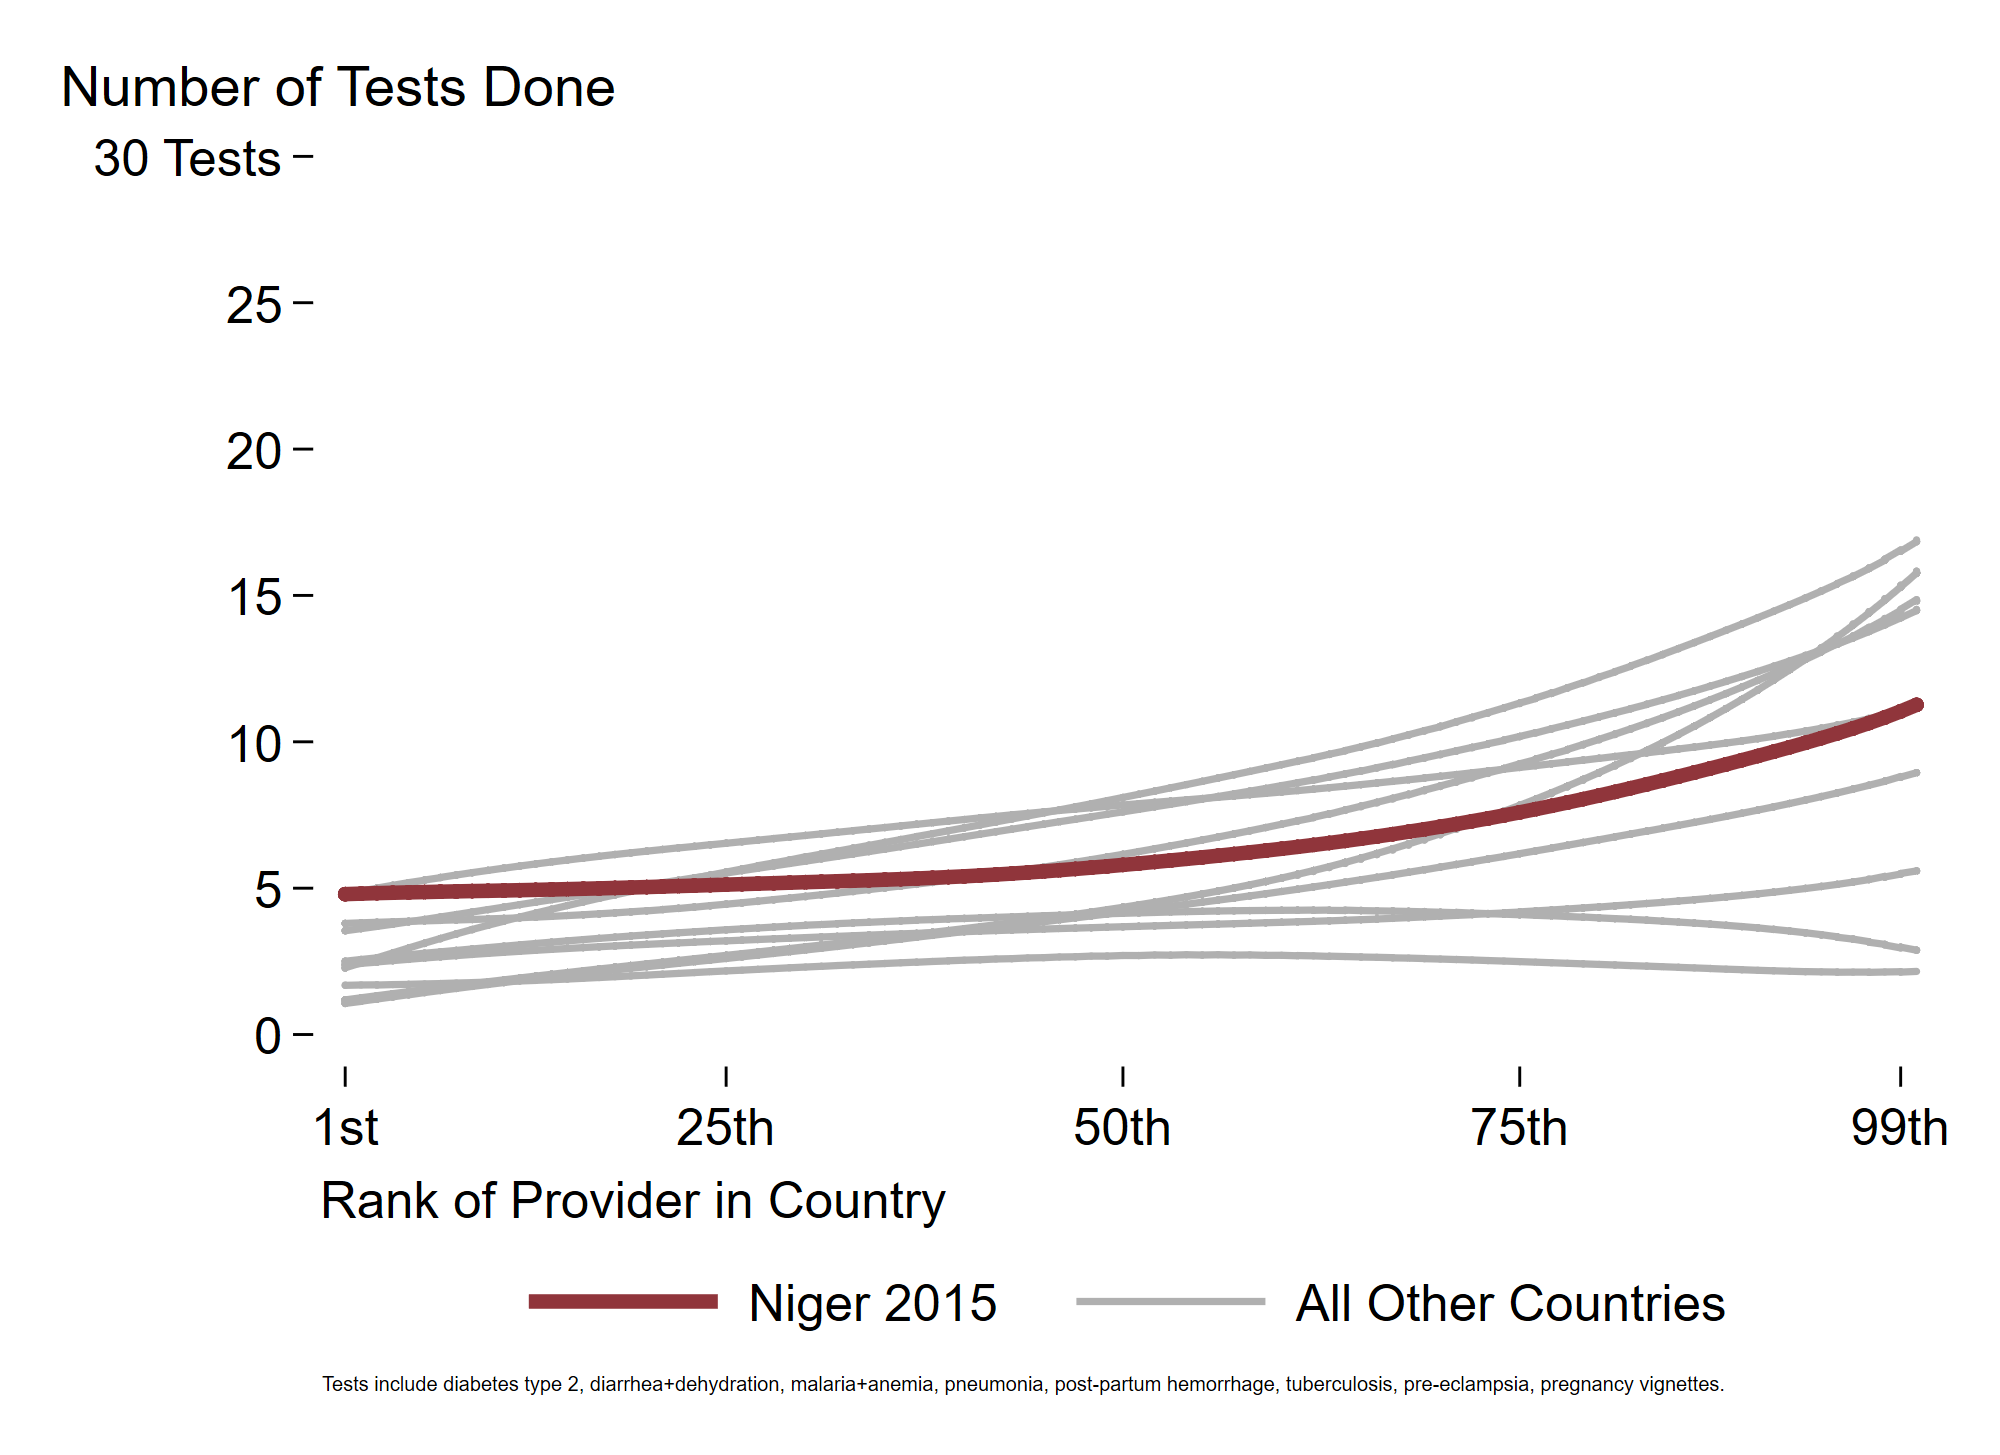 Number of Tests Done
30 Tests
25
20
15
10
5
0
1st 25th 50th 75th 99th
Rank of Provider in Country
Niger 2015 All Other Countries
Tests include diabetes type 2, diarrhea+dehydration, malaria+anemia, pneumonia, post-partum hemorrhage, tuberculosis, pre-eclampsia, pregnancy vignettes.